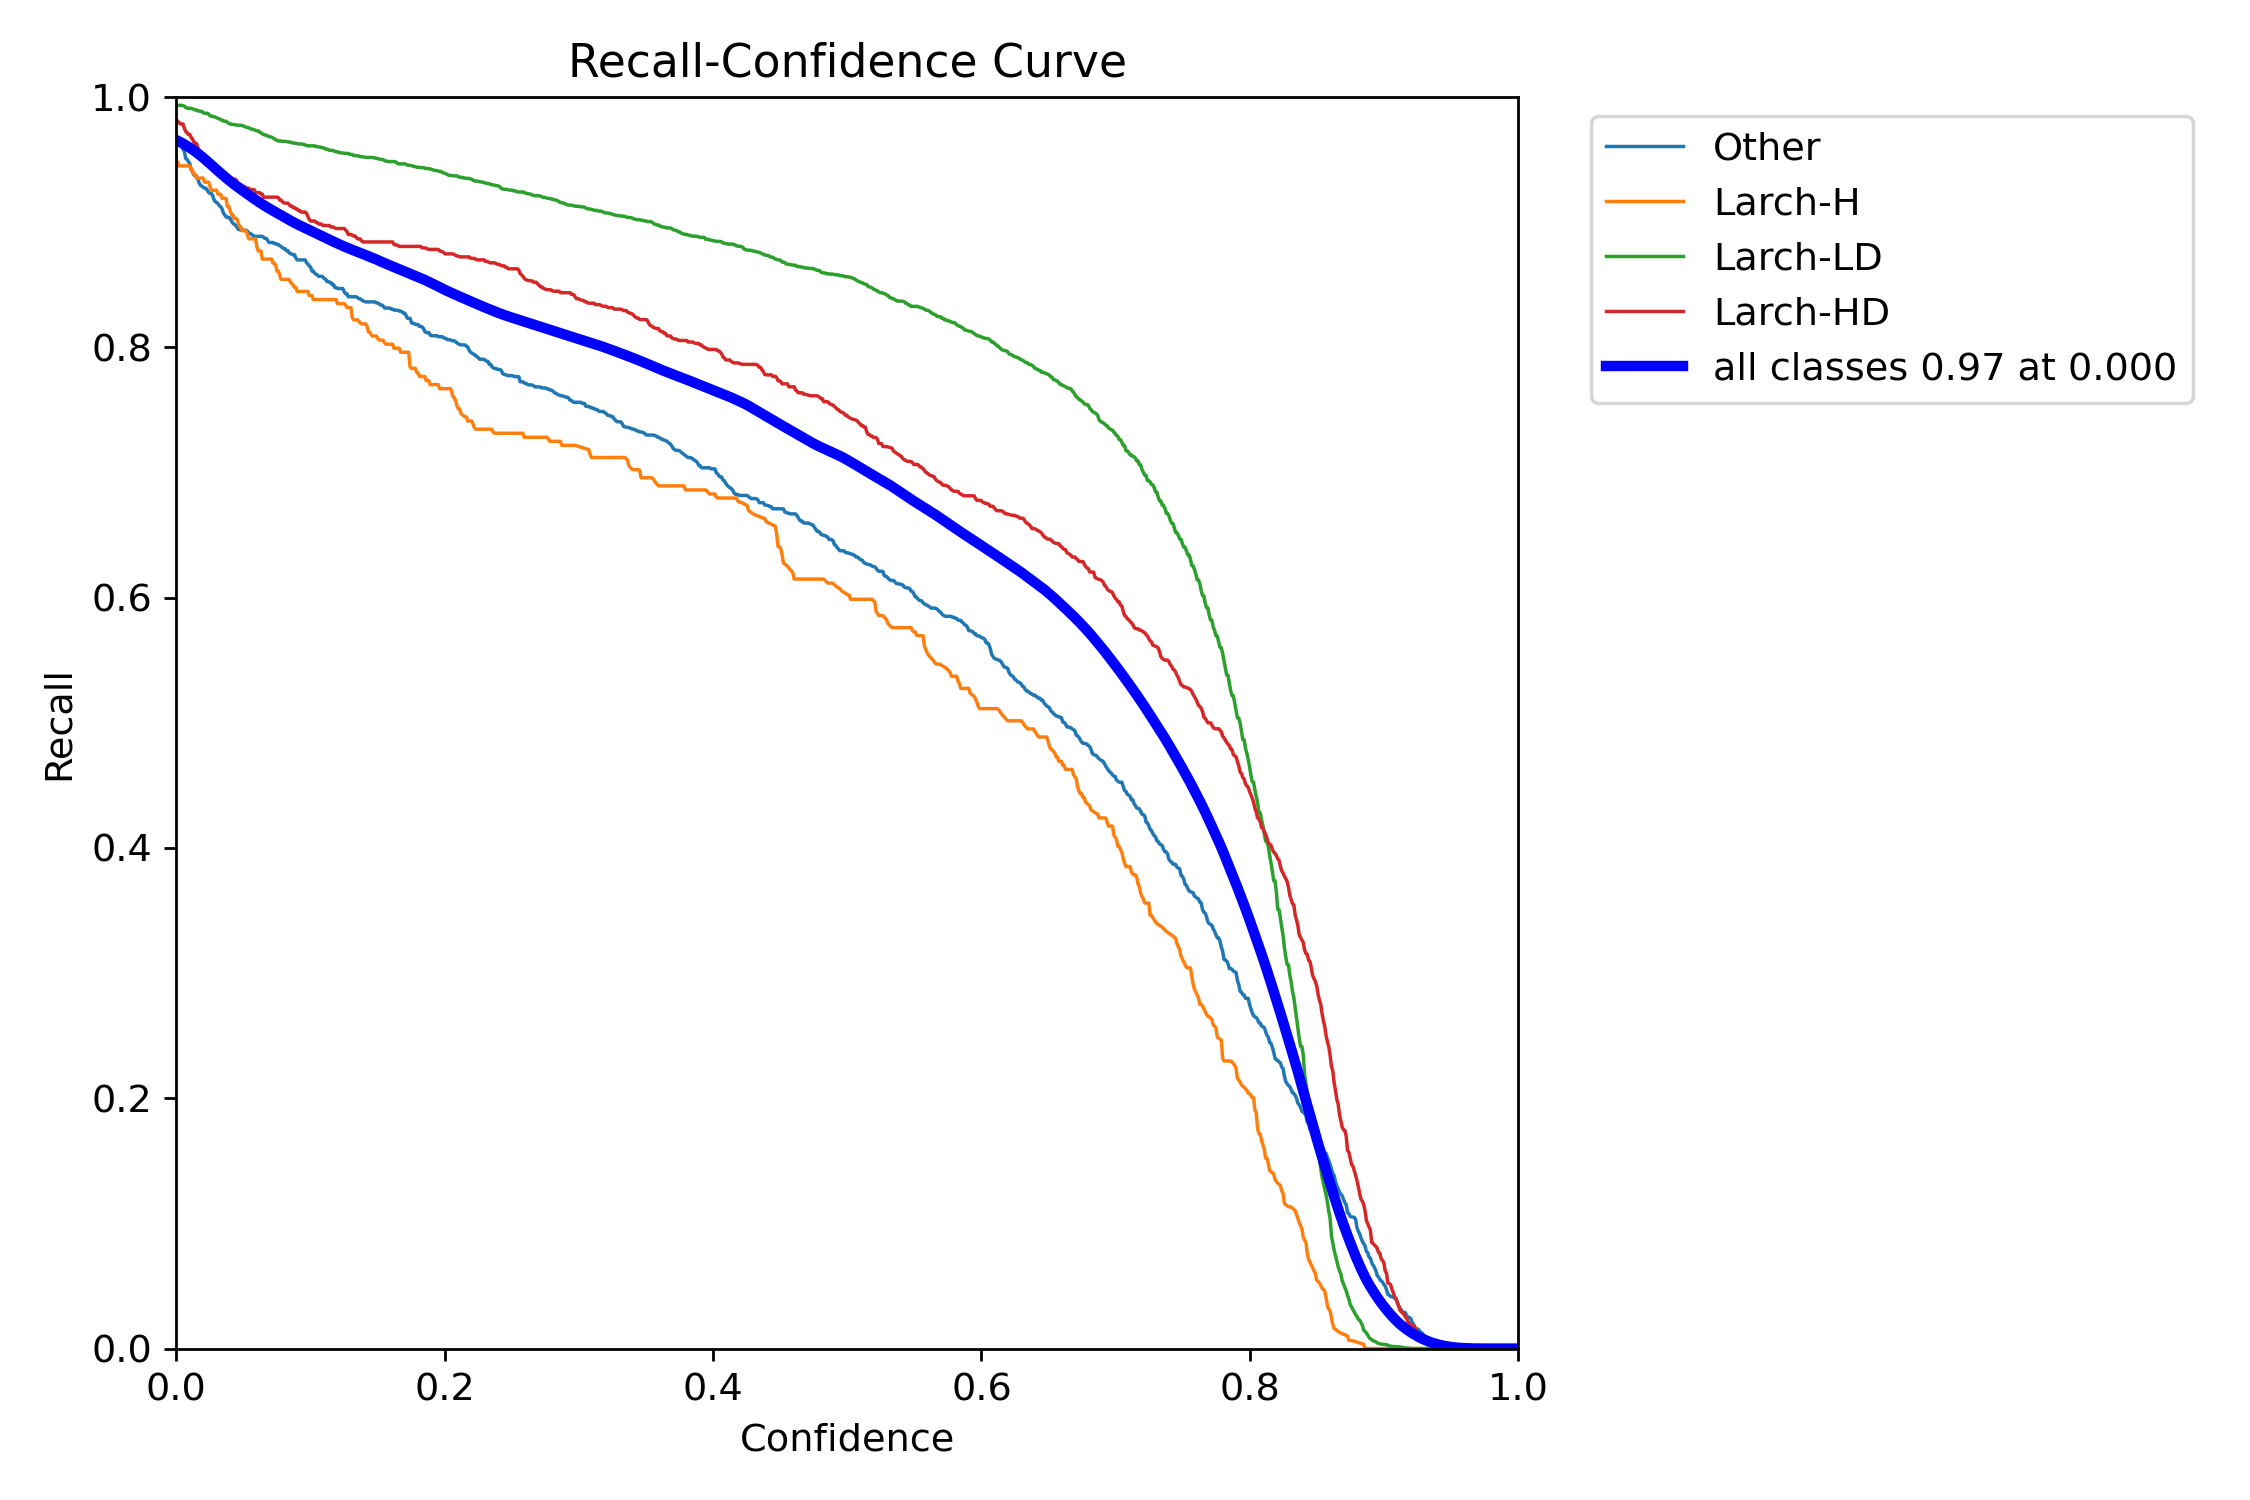 Recall-Confidence Curve
1.0
0.8
0.6
0.4
0.2
0.0
Recall
0.0 0.2 0.4 0.6 0.8 1.0
Confidence
Other
Larch-H
Larch-LD
Larch-HD
all classes 0.97 at 0.000